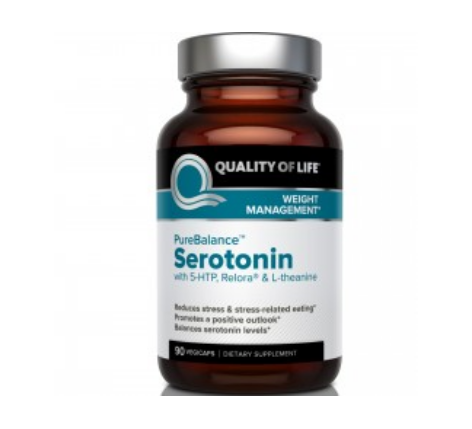 QUALITY OF LIFE®
WEIGHT
MANAGEMENT*
PureBalance™
Serotonin
with 5-HTP, Relora® & L-theanine
Reduces stress & stress-related eating*
Promotes a positive outlook*
Balances serotonin levels*
90 VEGICAPS | DIETARY SUPPLEMENT